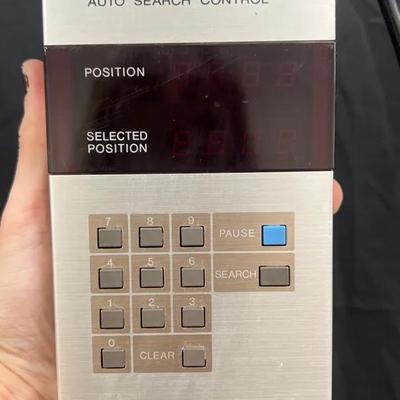 AUTO SEARCH CONTROL
POSITION
SELECTED
POSITION
7 8 9 PAUSE
4 5 6 SEARCH
1 2 3
0 CLEAR